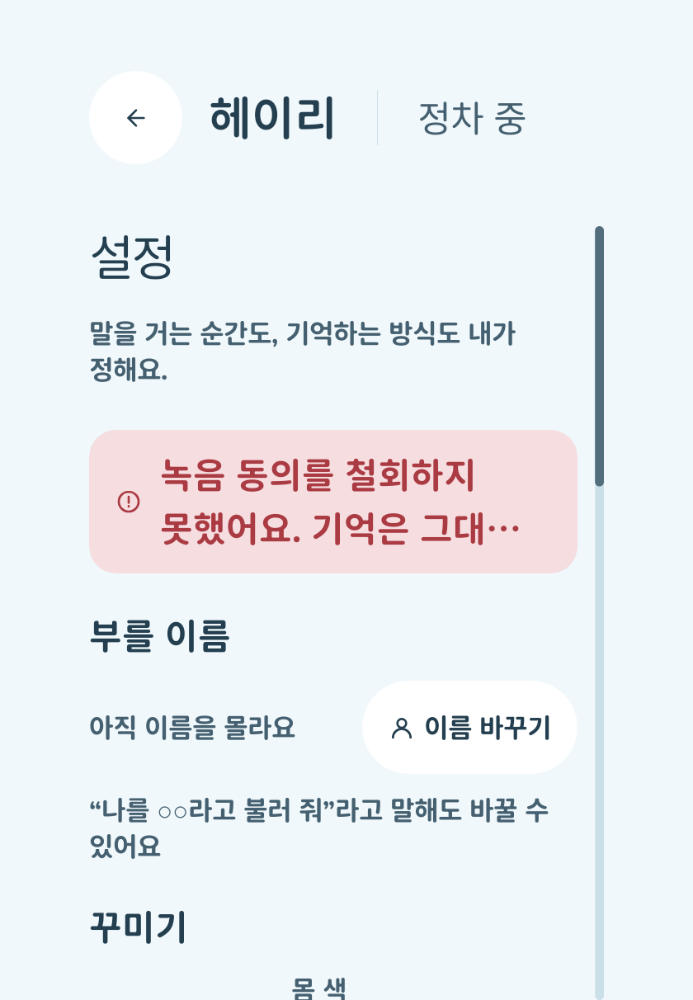 헤이리
정차 중
설정
말을 거는 순간도, 기억하는 방식도 내가
정해요.
녹음 동의를 철회하지
못했어요. 기억은 그대…
부를 이름
아직 이름을 몰라요
이름 바꾸기
“나를 ○○라고 불러 줘”라고 말해도 바꿀 수
있어요
꾸미기
몸 색